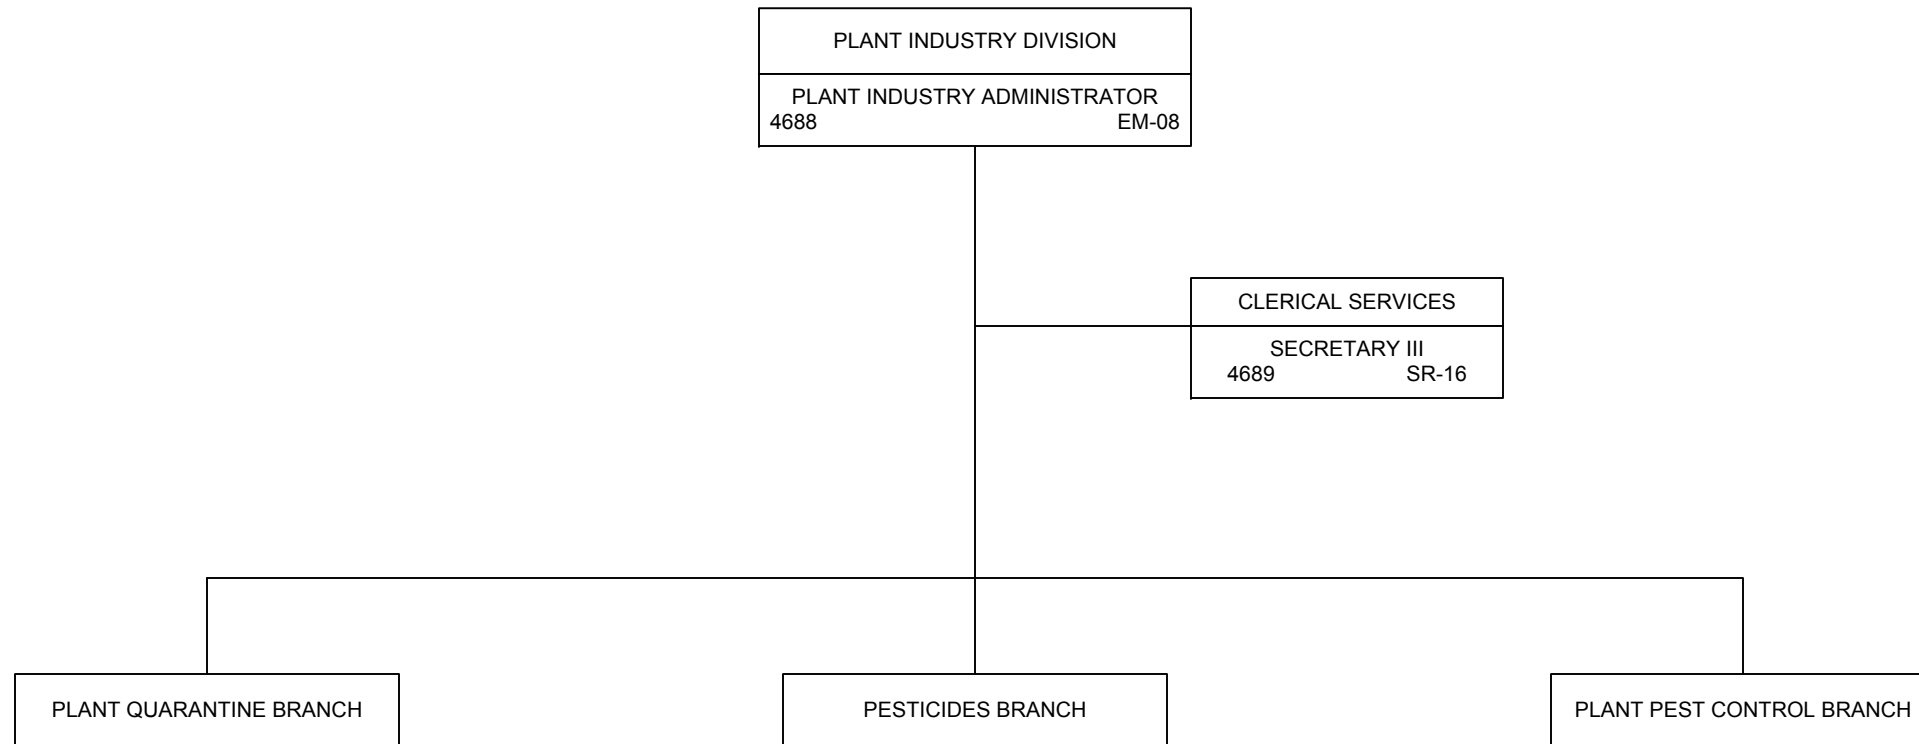 PLANT INDUSTRY DIVISION
PLANT INDUSTRY ADMINISTRATOR
4688 EM-08
CLERICAL SERVICES
SECRETARY III
4689 SR-16
PLANT QUARANTINE BRANCH
PESTICIDES BRANCH
PLANT PEST CONTROL BRANCH